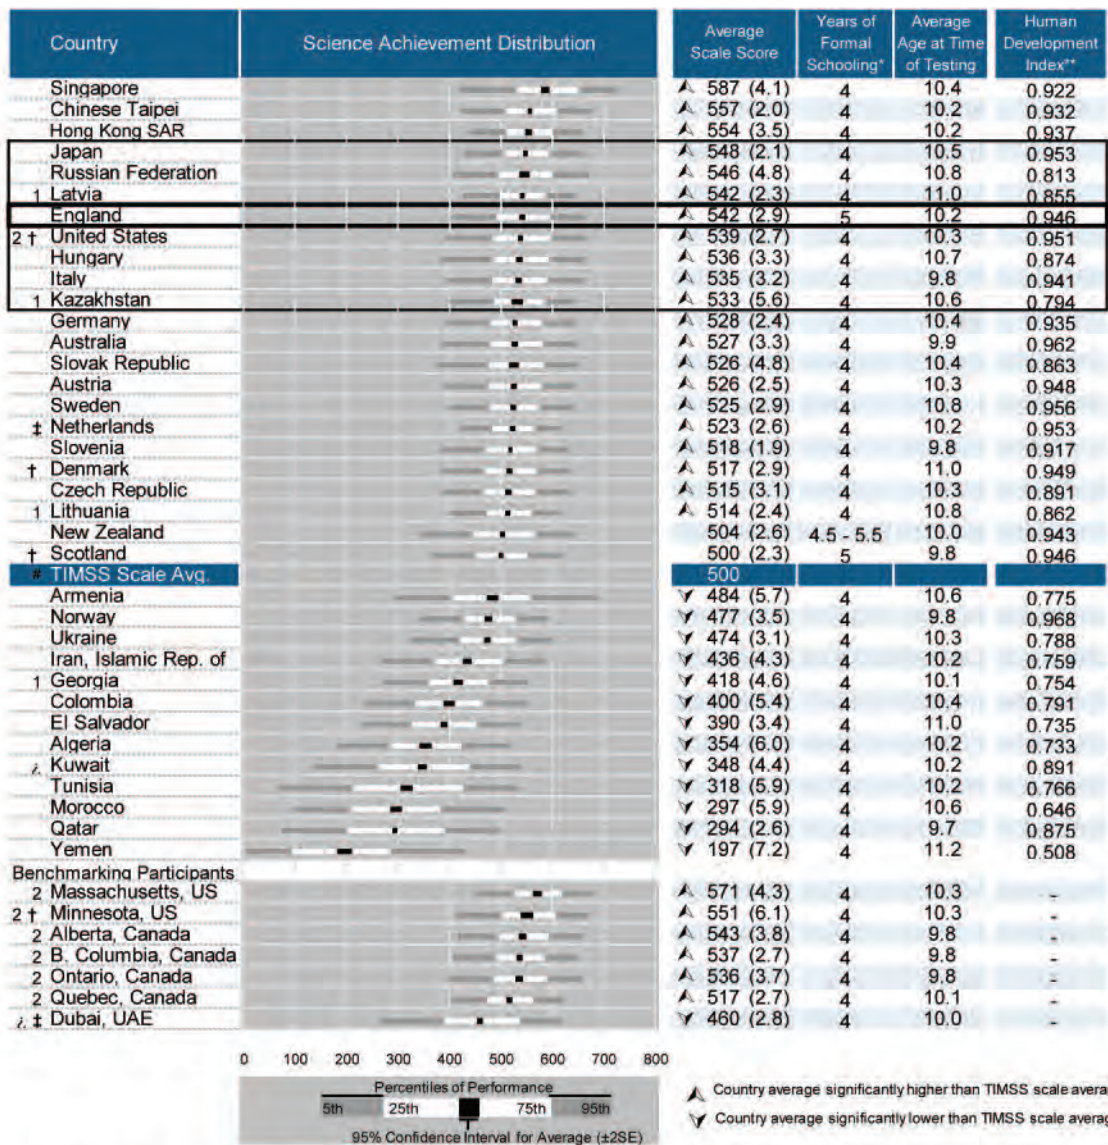 Country Science Achievement Distribution Average Scale Score Years of Formal Schooling* Average Age at Time of Testing Human Development Index**
Singapore 587 (4.1) 4 10.4 0.922
Chinese Taipei 557 (2.0) 4 10.2 0.932
Hong Kong SAR 554 (3.5) 4 10.2 0.937
Japan 548 (2.1) 4 10.5 0.953
Russian Federation 546 (4.8) 4 10.8 0.813
1 Latvia 542 (2.3) 4 11.0 0.855
England 542 (2.9) 5 10.2 0.946
2 † United States 539 (2.7) 4 10.3 0.951
Hungary 536 (3.3) 4 10.7 0.874
Italy 535 (3.2) 4 9.8 0.941
1 Kazakhstan 533 (5.6) 4 10.6 0.794
Germany 528 (2.4) 4 10.4 0.935
Australia 527 (3.3) 4 9.9 0.962
Slovak Republic 526 (4.8) 4 0.863
Austria 526 (2.5) 4 10.3 0.948
Sweden 525 (2.9) 4 10.8 0.956
‡ Netherlands 523 (2.6) 4 10.2 0.953
Slovenia 518 (1.9) 4 9.8 0.917
† Denmark 517 (2.9) 4 11.0 0.949
Czech Republic 515 (3.1) 4 10.3 0.891
1 Lithuania 514 (2.4) 4 10.8 0.862
New Zealand 504 (2.6) 4.5 - 5.5 10.0 0.943
† Scotland 500 (2.3) 5 9.8 0.946
# TIMSS Scale Avg. 500
Armenia 484 (5.7) 4 10.6 0.775
Norway 477 (3.5) 4 9.8 0.968
Ukraine 474 (3.1) 4 10.3 0.788
Iran, Islamic Rep. of 436 (4.3) 4 10.2 0.759
1 Georgia 418 (4.6) 4 10.1 0.754
Colombia 400 (5.4) 4 0.791
El Salvador 390 (3.4) 4 11.0 0.735
Algeria 354 (6.0) 4 10.2 0.733
¿ Kuwait 348 (4.4) 4 10.2 0.891
Tunisia 318 (5.9) 4 10.2 0.766
Morocco 297 (5.9) 4 10.6 0.646
Qatar 294 (2.6) 4 9.7 0.875
Yemen 197 (7.2) 4 11.2 0.508
Benchmarking Participants
2 Massachusetts, US 571 (4.3) 4 10.3 -
2 † Minnesota, US 551 (6.1) 4 10.3 -
2 Alberta, Canada 543 (3.8) 4 9.8 -
2 B. Columbia, Canada 537 (2.7) 4 9.8 -
2 Ontario, Canada 536 (3.7) 4 9.8 -
2 Quebec, Canada 517 (2.7) 4 10.1 -
¿ ‡ Dubai, UAE 460 (2.8) 4 10.0 -
0 100 200 300 400 500 600 700 800
Percentiles of Performance
5th 25th 75th 95th
95% Confidence Interval for Average (±2SE)
Country average significantly higher than TIMSS scale avera
Country average significantly lower than TIMSS scale averag